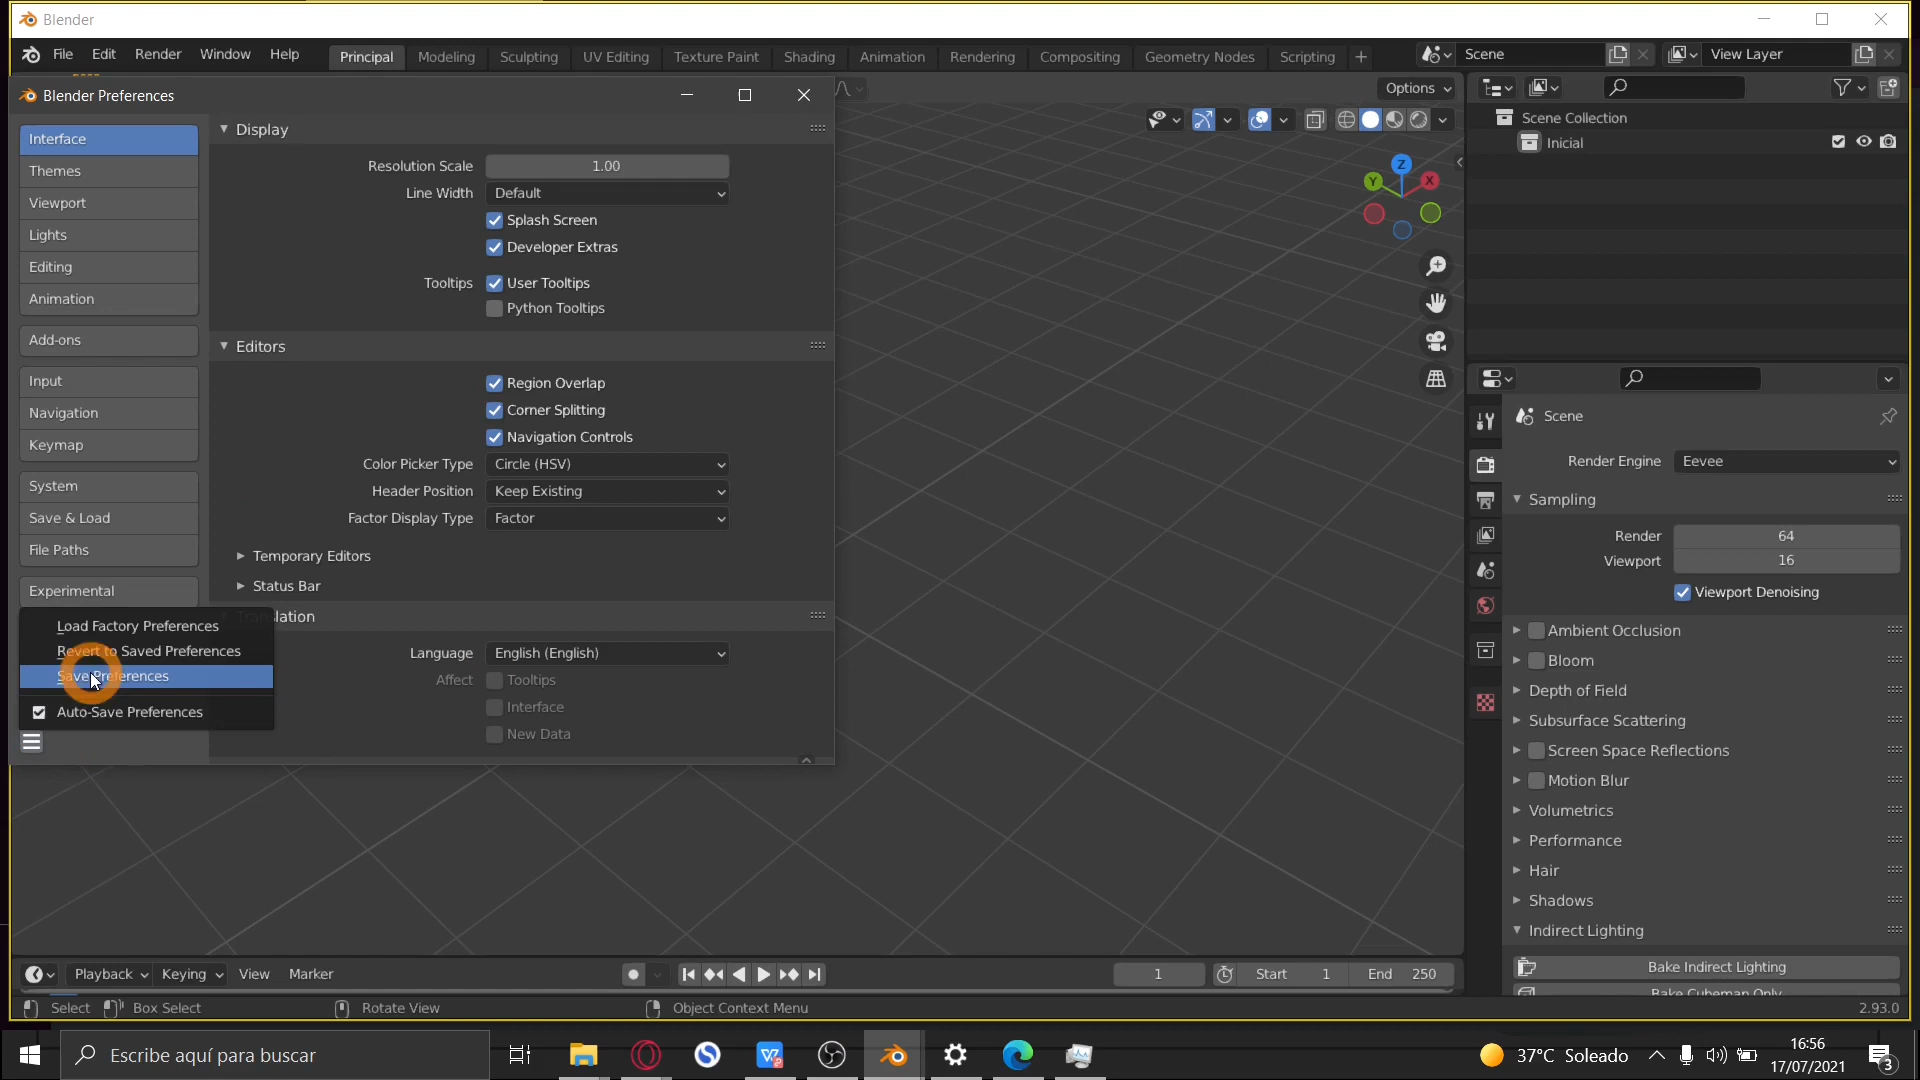 Blender
File Edit Render Window Help Principal Modeling Sculpting UV Editing Texture Paint Shading Animation Rendering Compositing Geometry Nodes Scripting + Scene View Layer
Blender Preferences
Options
Interface
Themes
Viewport
Lights
Editing
Animation
Add-ons
Input
Navigation
Keymap
System
Save & Load
File Paths
Experimental
Load Factory Preferences
Revert to Saved Preferences
Save Preferences
Auto-Save Preferences
Display
Resolution Scale 1.00
Line Width Default
Splash Screen
Developer Extras
Tooltips User Tooltips
Python Tooltips
Editors
Region Overlap
Corner Splitting
Navigation Controls
Color Picker Type Circle (HSV)
Header Position Keep Existing
Factor Display Type Factor
Temporary Editors
Status Bar
Translation
Language English (English)
Affect Tooltips
Interface
New Data
Z
Y X
Scene Collection
Inicial
Scene
Render Engine Eevee
Sampling
Render 64
Viewport 16
Viewport Denoising
Ambient Occlusion
Bloom
Depth of Field
Subsurface Scattering
Screen Space Reflections
Motion Blur
Volumetrics
Performance
Hair
Shadows
Indirect Lighting
Bake Indirect Lighting
Bake Cubemap Only
Playback Keying View Marker 1 Start 1 End 250
Select Box Select Rotate View Object Context Menu 2.93.0
Escribe aquí para buscar
37°C Soleado
16:56
17/07/2021
3